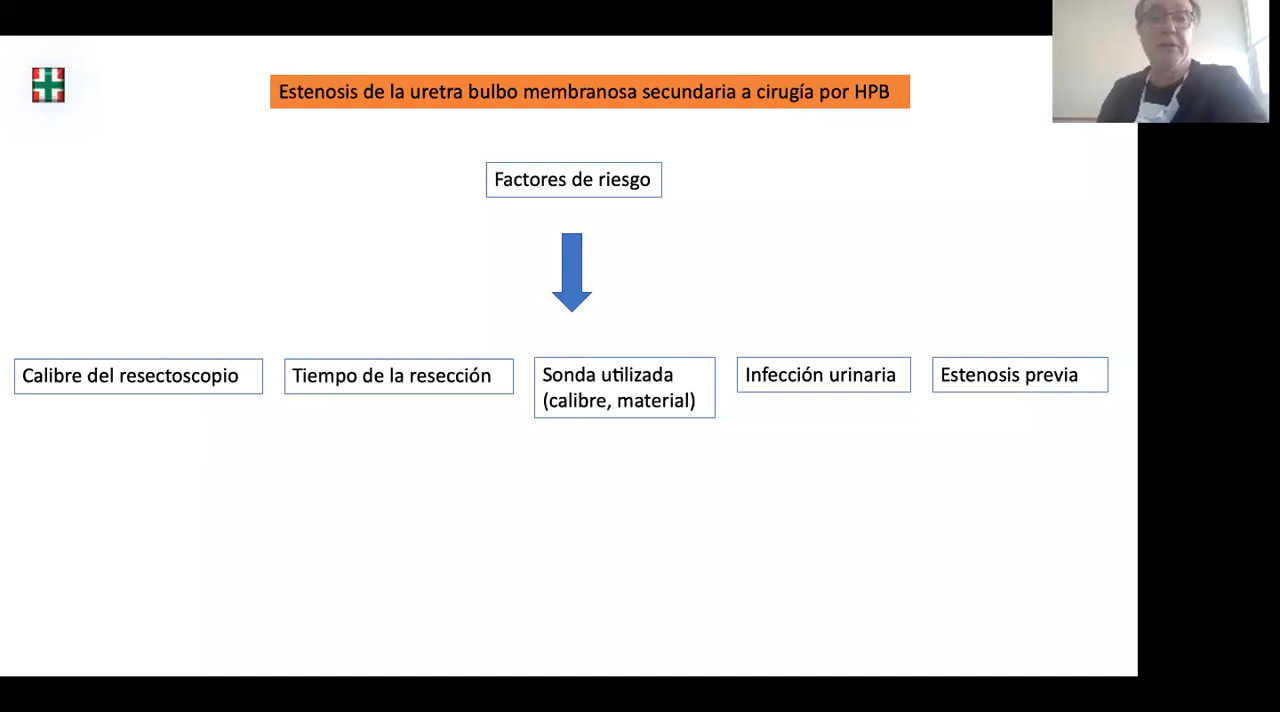 Estenosis de la uretra bulbo membranosa secundaria a cirugía por HPB
Factores de riesgo
Calibre del resectoscopio
Tiempo de la resección
Sonda utilizada
(calibre, material)
Infección urinaria
Estenosis previa